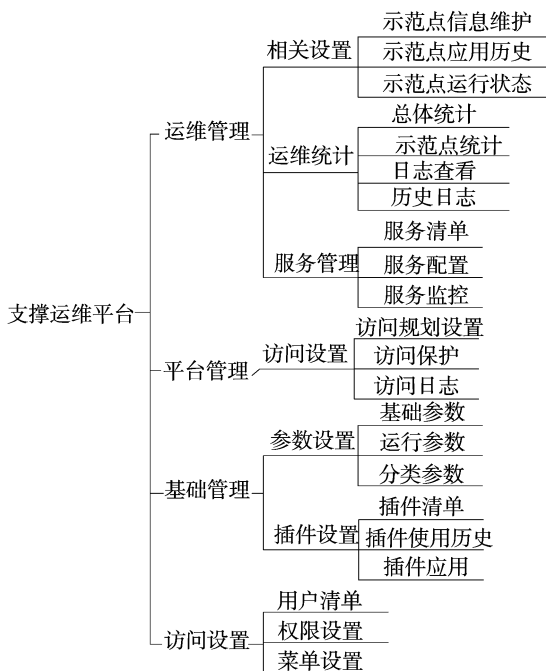 支撑运维平台
运维管理
相关设置
示范点信息维护
示范点应用历史
示范点运行状态
运维统计
总体统计
示范点统计
日志查看
历史日志
服务管理
服务清单
服务配置
服务监控
平台管理
访问设置
访问规划设置
访问保护
访问日志
基础管理
参数设置
基础参数
运行参数
分类参数
插件设置
插件清单
插件使用历史
插件应用
访问设置
用户清单
权限设置
菜单设置